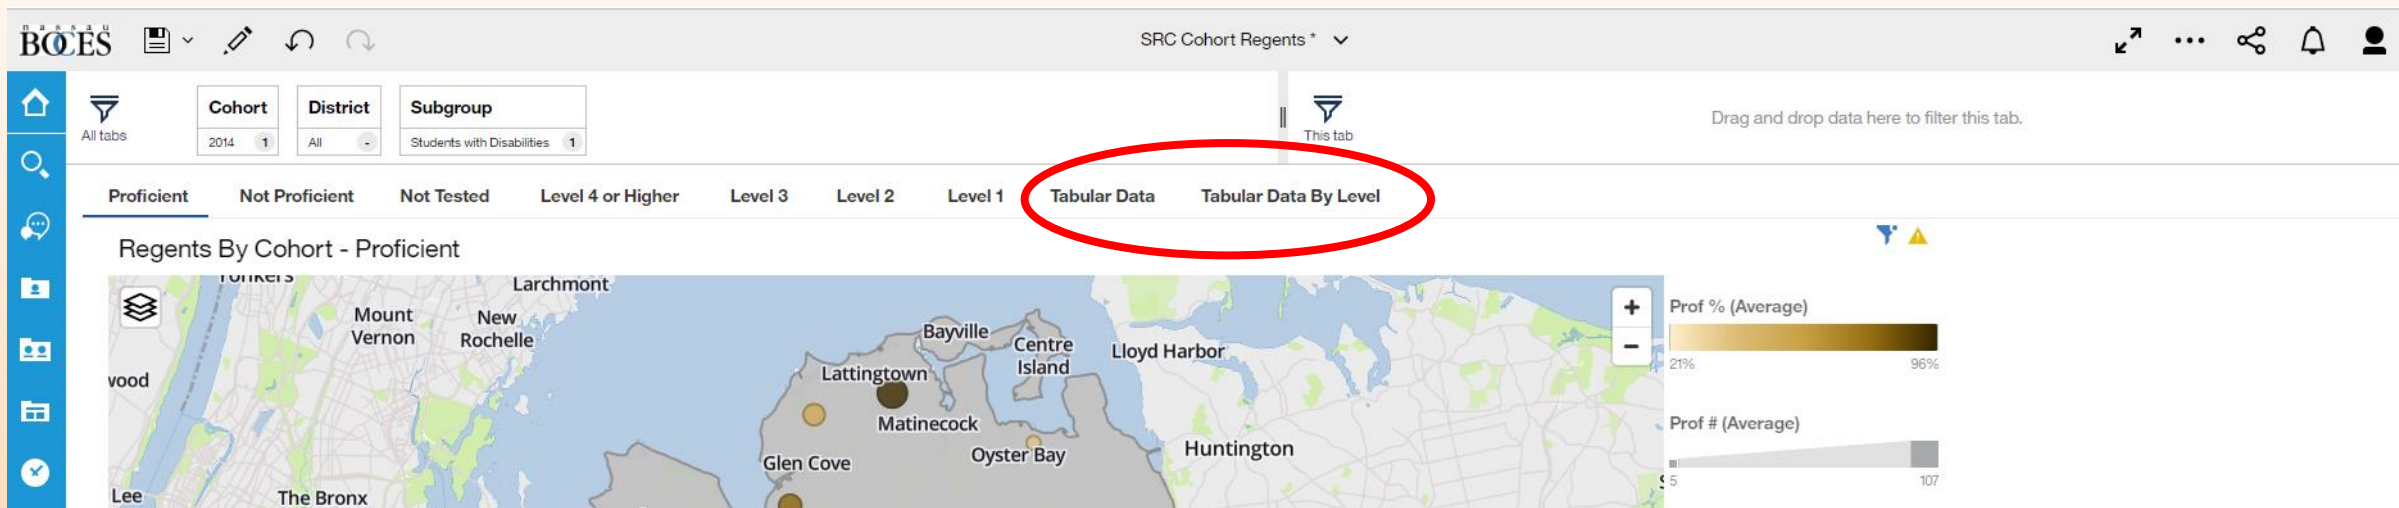 nassau
BOCES
SRC Cohort Regents *
All tabs
Cohort
2014 1
District
All -
Subgroup
Students with Disabilities 1
This tab
Drag and drop data here to filter this tab.
Proficient Not Proficient Not Tested Level 4 or Higher Level 3 Level 2 Level 1 Tabular Data Tabular Data By Level
Regents By Cohort - Proficient
Yonkers
Larchmont
Mount
Vernon
New
Rochelle
Bayville
Centre
Island
Lloyd Harbor
wood
Lattingtown
Matinecock
Glen Cove
Oyster Bay
Huntington
Lee
The Bronx
+
-
Prof % (Average)
21% 96%
Prof # (Average)
5 107